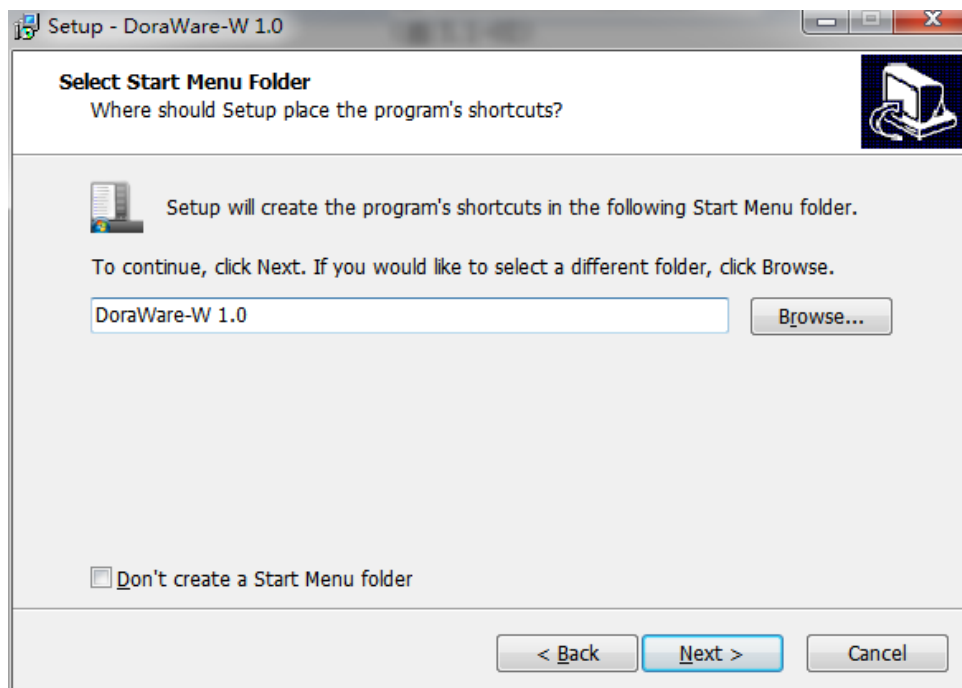 Setup - DoraWare-W 1.0
Select Start Menu Folder
Where should Setup place the program's shortcuts?
Setup will create the program's shortcuts in the following Start Menu folder.
To continue, click Next. If you would like to select a different folder, click Browse.
DoraWare-W 1.0
Browse...
Don't create a Start Menu folder
< Back
Next >
Cancel